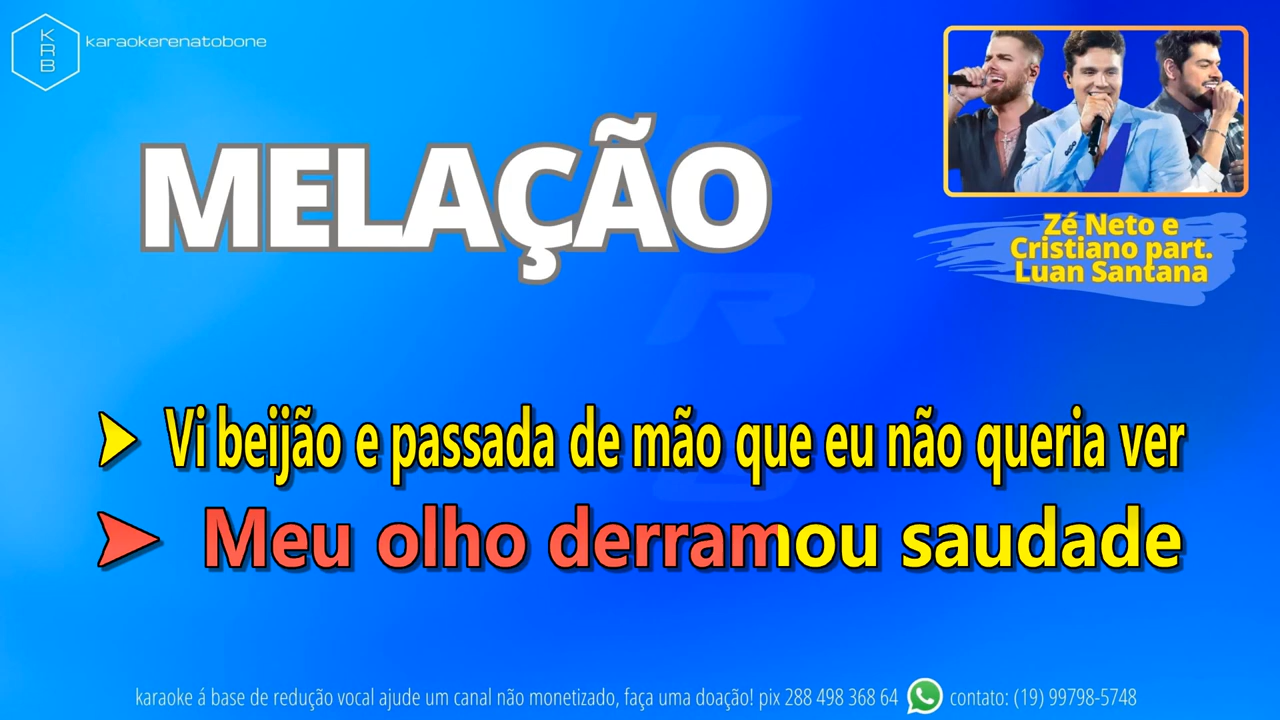 K
R
B
karaokerenatobone
MELAÇÃO
Zé Neto e
Cristiano part.
Luan Santana
K
R
B
Vi beijão e passada de mão que eu não queria ver
Meu olho derramou saudade
karaoke á base de redução vocal ajude um canal não monetizado, faça uma doação! pix 288 498 368 64 contato: (19) 99798-5748